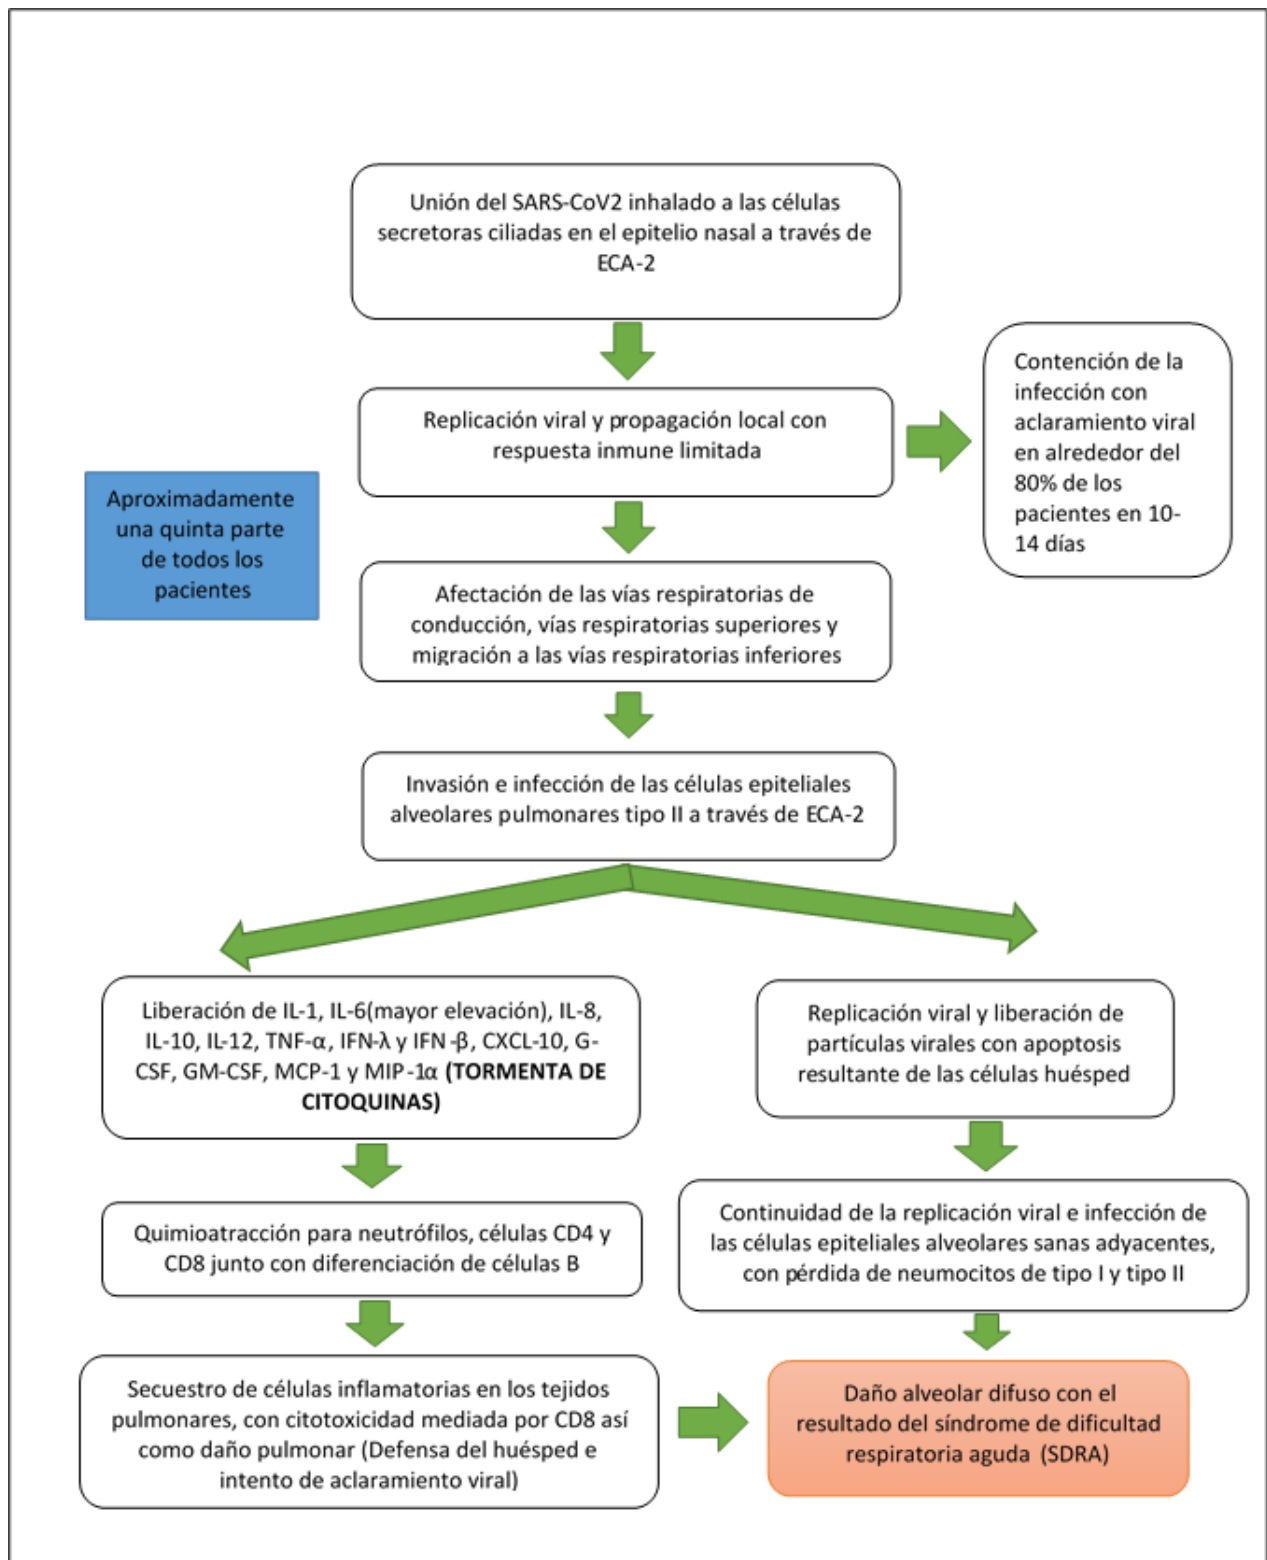 Unión del SARS-CoV2 inhalado a las células
secretoras ciliadas en el epitelio nasal a través de
ECA-2
Replicación viral y propagación local con
respuesta inmune limitada
Contención de la
infección con
aclaramiento viral
en alrededor del
80% de los
pacientes en 10-
14 días
Aproximadamente
una quinta parte
de todos los
pacientes
Afectación de las vías respiratorias de
conducción, vías respiratorias superiores y
migración a las vías respiratorias inferiores
Invasión e infección de las células epiteliales
alveolares pulmonares tipo II a través de ECA-2
Liberación de IL-1, IL-6(mayor elevación), IL-8,
IL-10, IL-12, TNF-α, IFN-λ y IFN-β, CXCL-10, G-
CSF, GM-CSF, MCP-1 y MIP-1α (TORMENTA DE
CITOQUINAS)
Replicación viral y liberación de
partículas virales con apoptosis
resultante de las células huésped
Quimioatracción para neutrófilos, células CD4 y
CD8 junto con diferenciación de células B
Continuidad de la replicación viral e infección de
las células epiteliales alveolares sanas adyacentes,
con pérdida de neumocitos de tipo I y tipo II
Secuestro de células inflamatorias en los tejidos
pulmonares, con citotoxicidad mediada por CD8 así
como daño pulmonar (Defensa del huésped e
intento de aclaramiento viral)
Daño alveolar difuso con el
resultado del síndrome de dificultad
respiratoria aguda (SDRA)